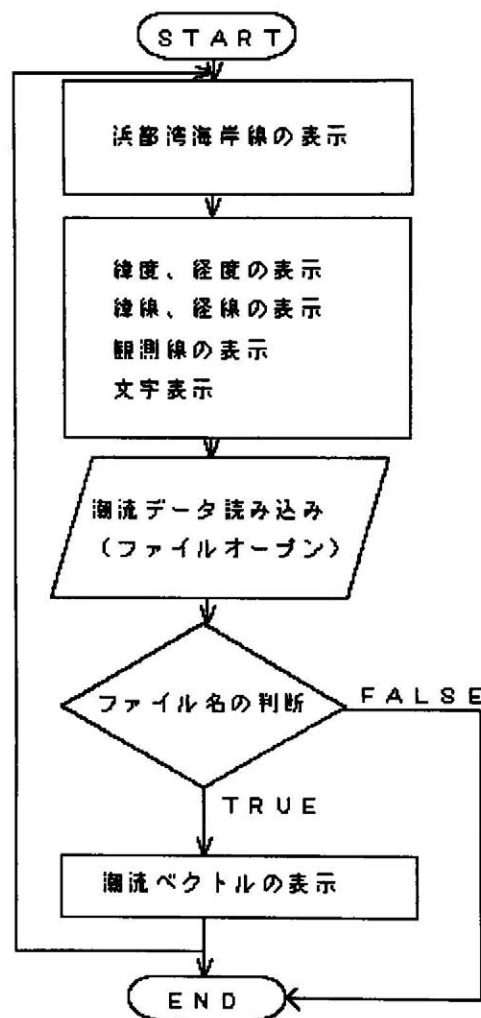 START
浜都湾海岸線の表示
緯度、経度の表示
緯線、経線の表示
観測線の表示
文字表示
潮流データ読み込み
(ファイルオープン)
ファイル名の判断
FALSE
TRUE
潮流ベクトルの表示
END